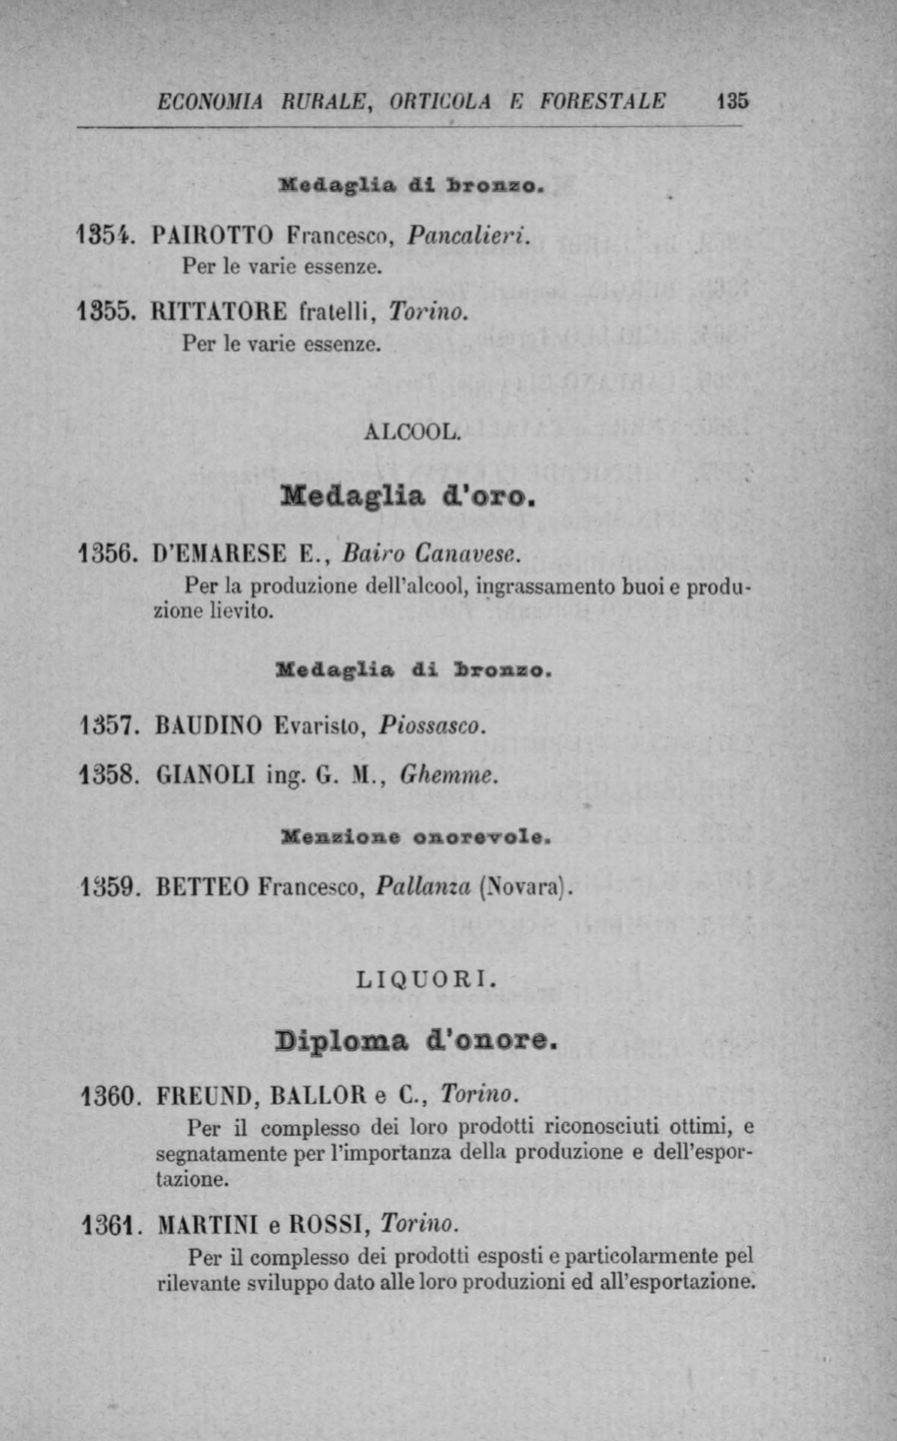 ECONOMIA RURALE, ORTICOLA E FORESTALE 135
Medaglia di bronzo.
1354. PAIROTTO Francesco, Pancalieri.
Per le varie essenze.
1355. RITTATORE fratelli, Torino.
Per le varie essenze.
ALCOOL.
Medaglia d'oro.
1356. D'EMARESE E., Bairo Canavese.
Per la produzione dell'alcool, ingrassamento buoi e produ-
zione lievito.
Medaglia di bronzo.
1357. BAUDINO Evaristo, Piossasco.
1358. GIANOLI ing. G. M., Ghemme.
Menzione onorevole.
1359. BETTEO Francesco, Pallanza (Novara).
LIQUORI.
Diploma d'onore.
1360. FREUND, BALLOR e C., Torino.
Per il complesso dei loro prodotti riconosciuti ottimi, e
segnatamente per l'importanza della produzione e dell'espor-
tazione.
1361. MARTINI e ROSSI, Torino.
Per il complesso dei prodotti esposti e particolarmente pel
rilevante sviluppo dato alle loro produzioni ed all'esportazione.